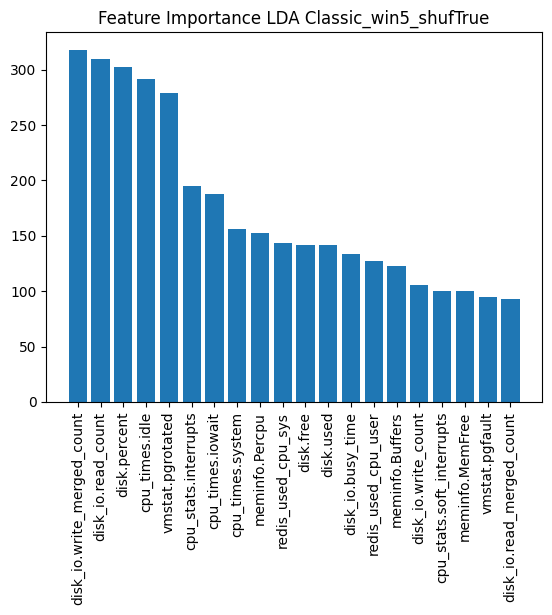 Feature Importance LDA Classic_win5_shufTrue
300
250
200
150
100
50
0
disk_io.write_merged_count
disk_io.read_count
disk.percent
cpu_times.idle
vmstat.pgrotated
cpu_stats.interrupts
cpu_times.iowait
cpu_times.system
meminfo.Percpu
redis_used_cpu_sys
disk.free
disk.used
disk_io.busy_time
redis_used_cpu_user
meminfo.Buffers
disk_io.write_count
cpu_stats.soft_interrupts
meminfo.MemFree
vmstat.pgfault
disk_io.read_merged_count